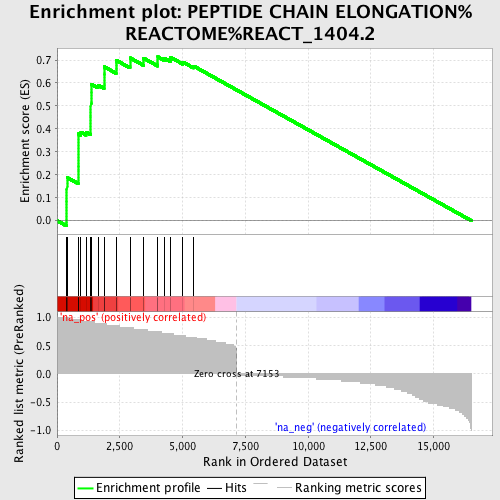 Enrichment plot: PEPTIDE CHAIN ELONGATION%
REACTOME%REACT_1404.2
Enrichment score (ES)
0.7
0.6
0.5
0.4
0.3
0.2
0.1
0.0
Ranked list metric (PreRanked)
1.0
0.5
0.0
-0.5
-1.0
'na_pos' (positively correlated)
Zero cross at 7153
'na_neg' (negatively correlated)
0
2,500
5,000
7,500
10,000
12,500
15,000
Rank in Ordered Dataset
Enrichment profile
Hits
Ranking metric scores